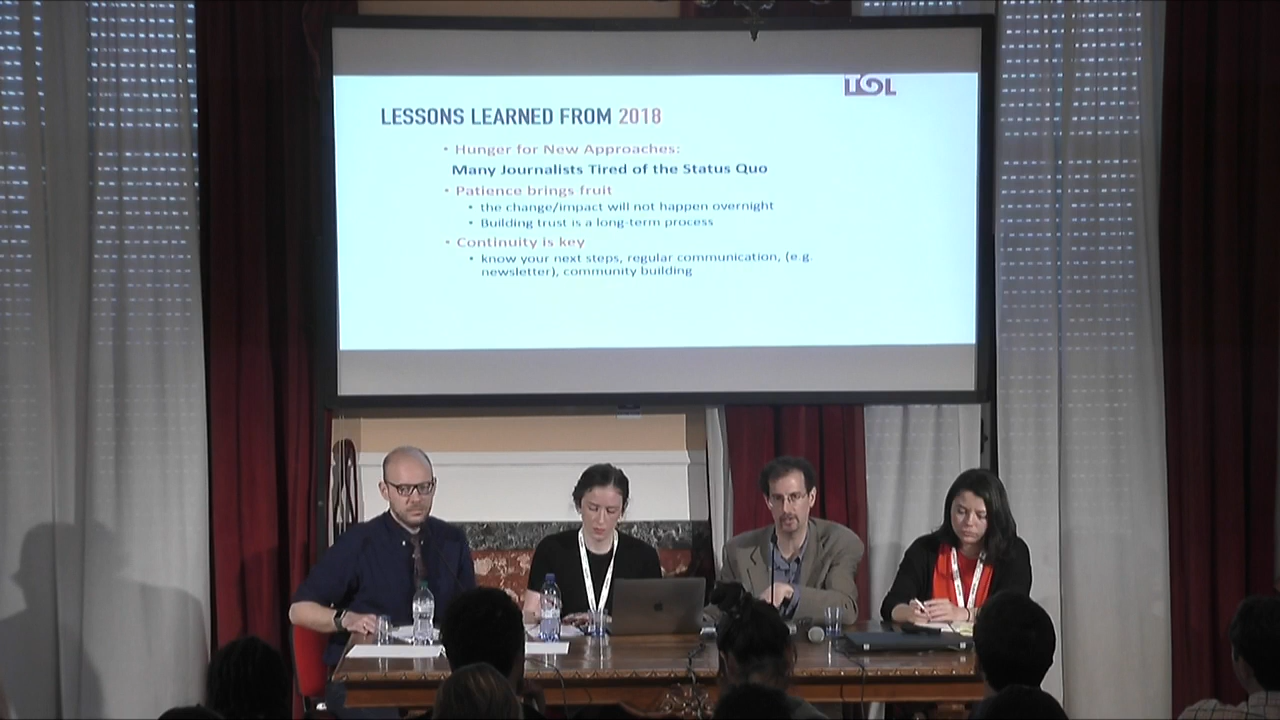 TOL
LESSONS LEARNED FROM 2018
• Hunger for New Approaches:
Many Journalists Tired of the Status Quo
• Patience brings fruit
• the change/impact will not happen overnight
• Building trust is a long-term process
• Continuity is key
• know your next steps, regular communication, (e.g.
newsletter), community building